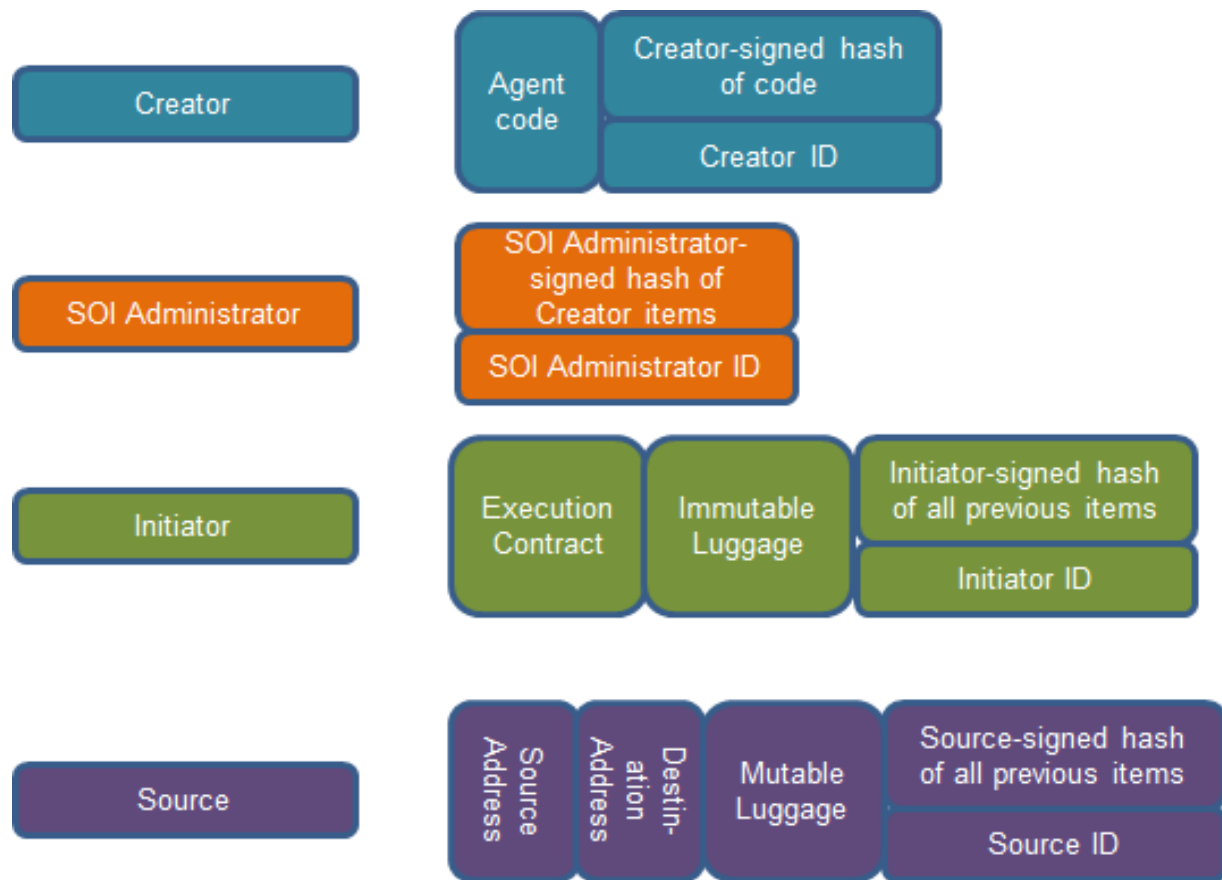 Creator
Agent
code
Creator-signed hash
of code
Creator ID
SOI Administrator
SOI Administrator-
signed hash of
Creator items
SOI Administrator ID
Initiator
Execution
Contract
Immutable
Luggage
Initiator-signed hash
of all previous items
Initiator ID
Source
Source
Address
Destin-
ation
Address
Mutable
Luggage
Source-signed hash
of all previous items
Source ID